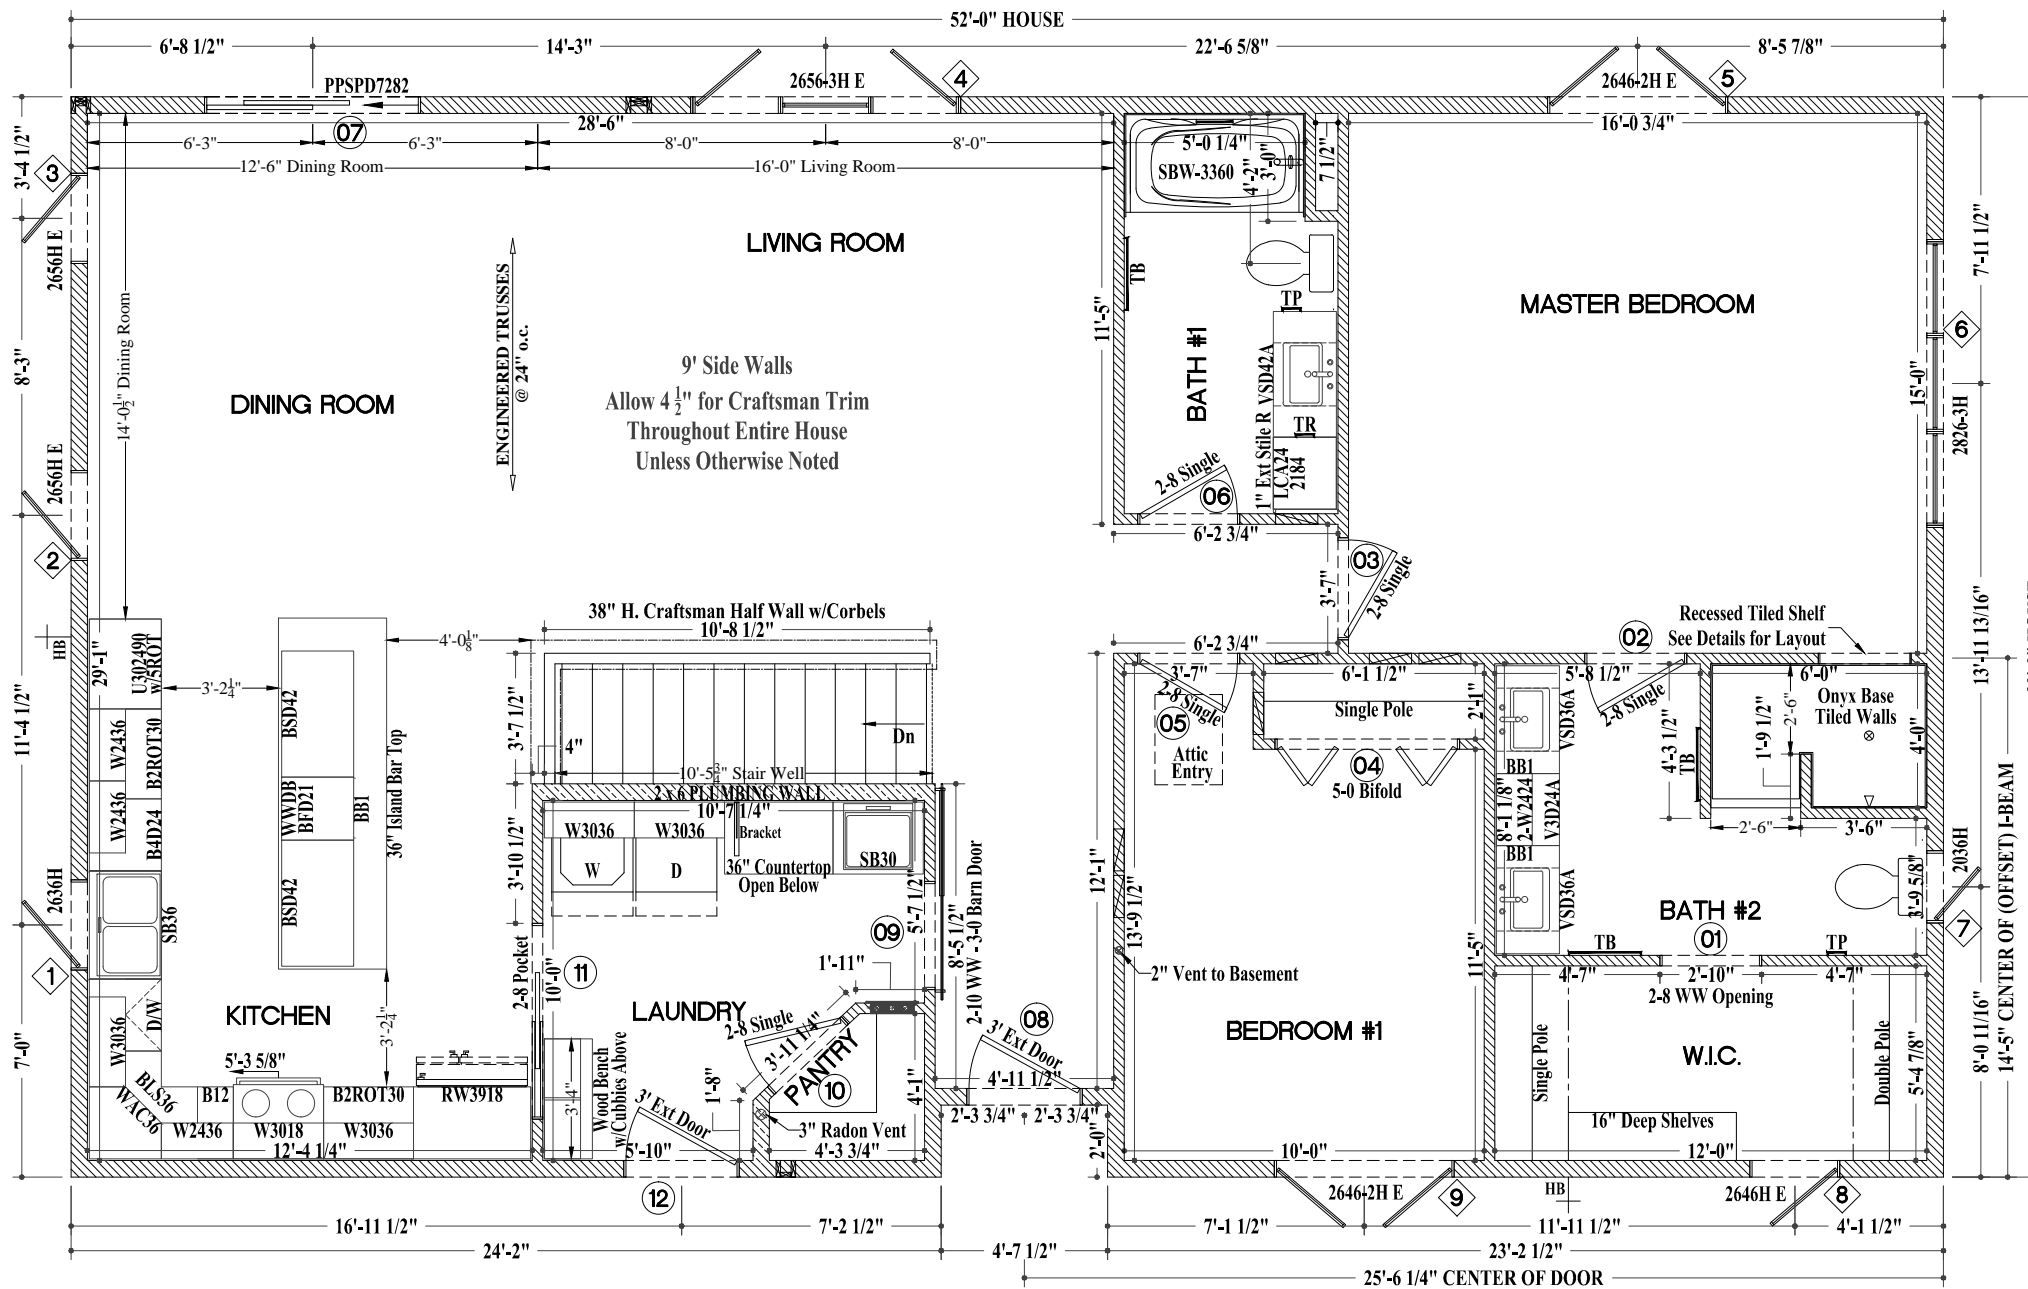 52'-0" HOUSE
6'-8 1/2"
14'-3"
22'-6 5/8"
8'-5 7/8"
PPSPD7282
2656-3H E
4
2646-2H E
5
07
28'-6"
16'-0 3/4"
6'-3"
6'-3"
8'-0"
8'-0"
12'-6" Dining Room
16'-0" Living Room
5'-0 1/4"
SBW-3360
4'-2"
3'-0"
7 1/2"
3'-4 1/2"
3
2656H E
8'-3"
2656H E
2
HB
11'-4 1/2"
2636H
1
7'-0"
14'-0 1/2" Dining Room
29'-1"
LIVING ROOM
DINING ROOM
ENGINEERED TRUSSES
@ 24" o.c.
9' Side Walls
Allow 4 1/2" for Craftsman Trim
Throughout Entire House
Unless Otherwise Noted
11'-5"
TB
BATH #1
TP
1" Ext Stile R
VSD42A
TR
LCA24
2184
2-8 Single
06
6'-2 3/4"
MASTER BEDROOM
15'-0"
7'-11 1/2"
6
2826-3H
13'-11 13/16"
3'-7"
03
2-8 Single
6'-2 3/4"
02
Recessed Tiled Shelf
See Details for Layout
38" H. Craftsman Half Wall w/Corbels
10'-8 1/2"
4'-0 1/8"
3'-7 1/2"
4"
Dn
10'-5 3/4" Stair Well
2 x 6 PLUMBING WALL
10'-7 1/4"
U302490
w/5ROT
3'-2 1/4"
W2436
B2ROT30
W2436
B4D24
SB36
D/W
W3036
BLS36
WAC36
BSD42
WWDB
BFD21
BB1
BSD42
36" Island Bar Top
KITCHEN
3'-2 1/4"
5'-3 5/8"
B12
B2ROT30
RW3918
W2436
W3018
W3036
12'-4 1/4"
3'-10 1/2"
W3036
W3036
Bracket
W
D
36" Countertop
Open Below
SB30
5'-7 1/2"
8'-5 1/2"
2-10 WW - 3-0 Barn Door
09
2-8 Pocket
11
10'-0"
LAUNDRY
1'-11"
2-8 Single
3'-11 1/4"
PANTRY
10
4'-1"
1'-8"
3" Radon Vent
4'-3 3/4"
3'-4"
Wood Bench
w/Cubbies Above
3' Ext Door
5'-10"
12
08
3' Ext Door
4'-11 1/2"
2'-3 3/4"
2'-3 3/4"
2'-0"
3'-7"
2-8 Single
05
Attic
Entry
6'-1 1/2"
Single Pole
2'-1"
04
5-0 Bifold
12'-1"
13'-9 1/2"
2" Vent to Basement
11'-5"
BEDROOM #1
10'-0"
5'-8 1/2"
2-8 Single
VSD36A
BB1
8'-1 1/8"
2-W2424
V3D24A
BB1
VSD36A
4'-3 1/2"
TB
6'-0"
Onyx Base
Tiled Walls
2'-6"
1'-9 1/2"
4'-0"
2'-6"
3'-6"
BATH #2
01
TB
TP
3'-9 5/8"
2036H
7
4'-7"
2'-10"
4'-7"
2-8 WW Opening
Single Pole
W.I.C.
Double Pole
5'-4 7/8"
16" Deep Shelves
12'-0"
8'-0 11/16"
14'-5" CENTER OF (OFFSET) I-BEAM
2646-2H E
9
HB
2646H E
8
16'-11 1/2"
7'-2 1/2"
7'-1 1/2"
11'-11 1/2"
4'-1 1/2"
24'-2"
4'-7 1/2"
23'-2 1/2"
25'-6 1/4" CENTER OF DOOR